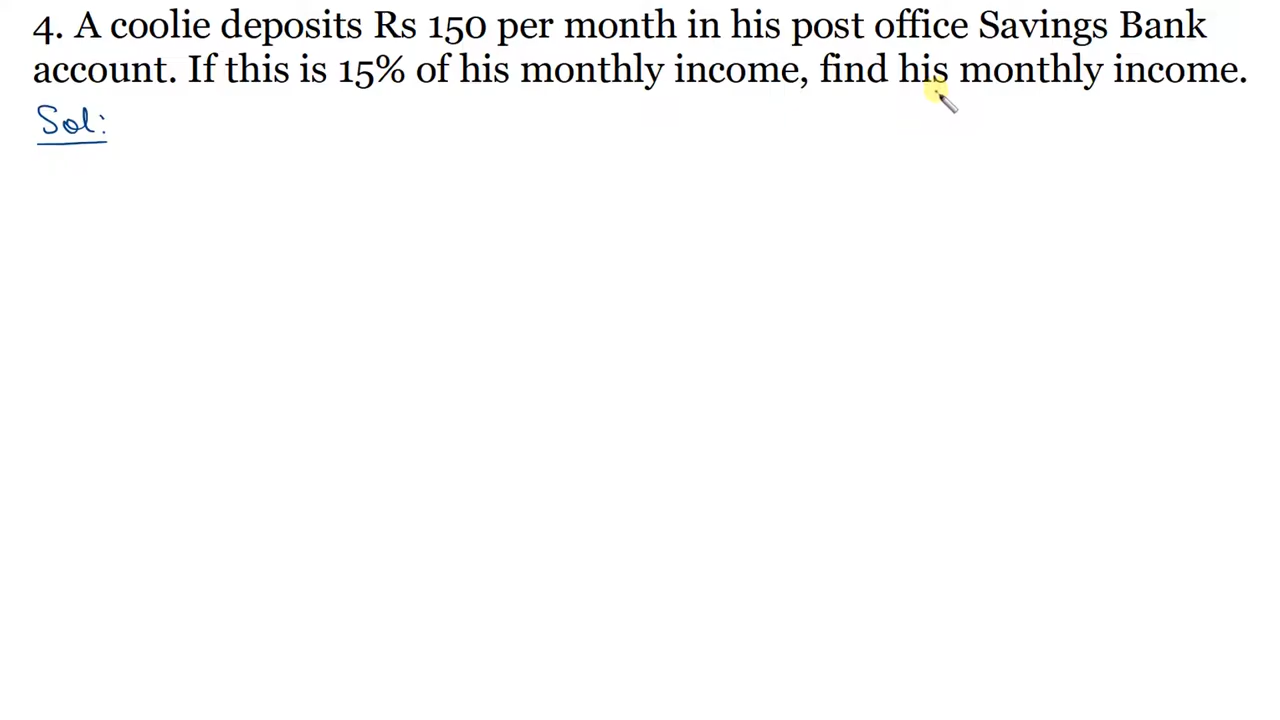 4. A coolie deposits Rs 150 per month in his post office Savings Bank
account. If this is 15% of his monthly income, find his monthly income.
Sol: